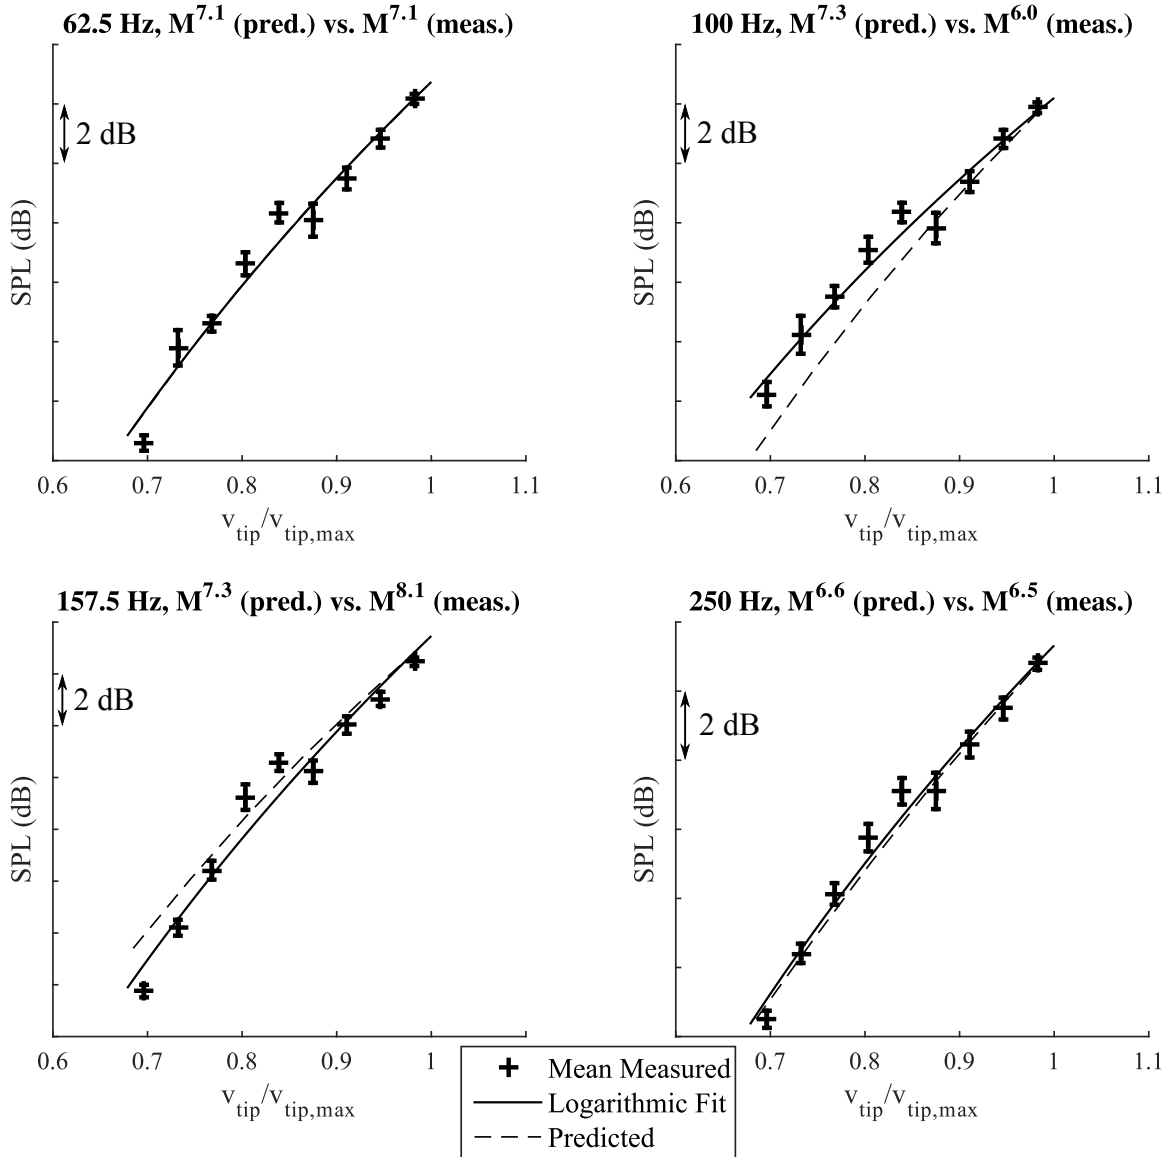 62.5 Hz, M^7.1 (pred.) vs. M^7.1 (meas.)
2 dB
SPL (dB)
0.6 0.7 0.8 0.9 1 1.1
v_tip/v_tip,max
100 Hz, M^7.3 (pred.) vs. M^6.0 (meas.)
2 dB
SPL (dB)
0.6 0.7 0.8 0.9 1 1.1
v_tip/v_tip,max
157.5 Hz, M^7.3 (pred.) vs. M^8.1 (meas.)
2 dB
SPL (dB)
0.6 0.7 0.8 0.9 1 1.1
v_tip/v_tip,max
250 Hz, M^6.6 (pred.) vs. M^6.5 (meas.)
2 dB
SPL (dB)
0.7 0.8 0.9 1 1.1
v_tip/v_tip,max
Mean Measured
Logarithmic Fit
Predicted